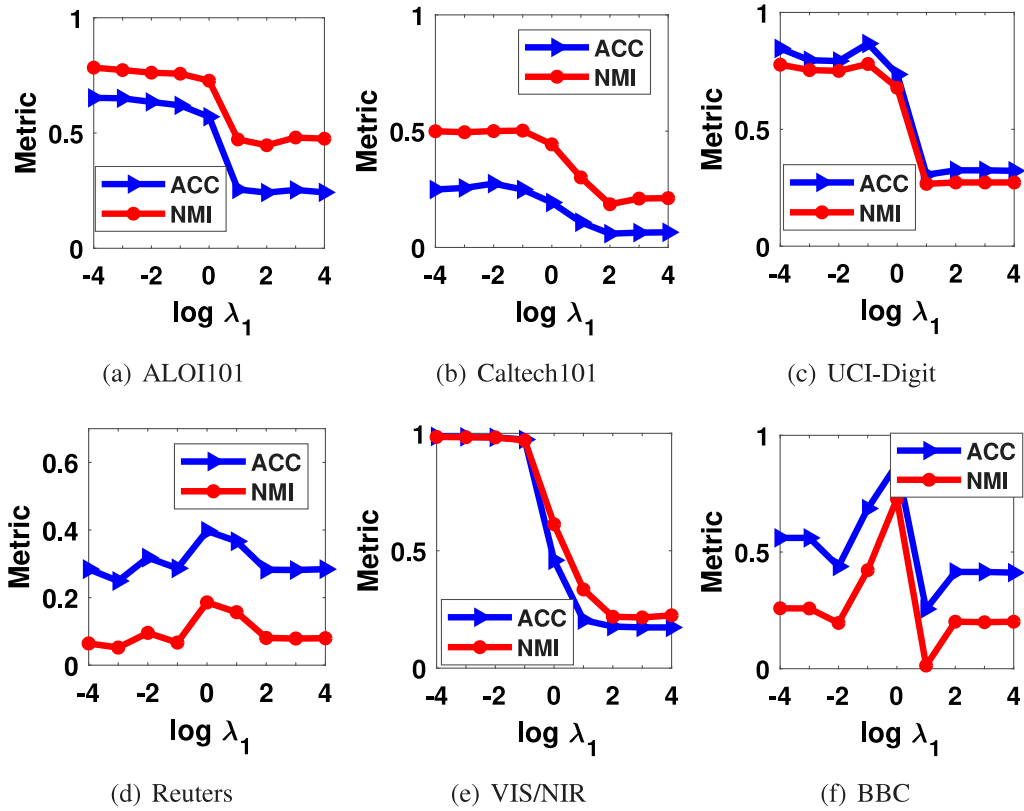 1
0.5
0
Metric
ACC
NMI
-4 -2 0 2 4
log λ1
(a) ALOI101
1
0.5
0
Metric
ACC
NMI
-4 -2 0 2 4
log λ1
(b) Caltech101
1
0.5
0
Metric
ACC
NMI
-4 -2 0 2 4
log λ1
(c) UCI-Digit
0.6
0.4
0.2
0
Metric
ACC
NMI
-4 -2 0 2 4
log λ1
(d) Reuters
1
0.5
0
Metric
ACC
NMI
-4 -2 0 2 4
log λ1
(e) VIS/NIR
1
0.5
0
Metric
ACC
NMI
-4 -2 0 2 4
log λ1
(f) BBC